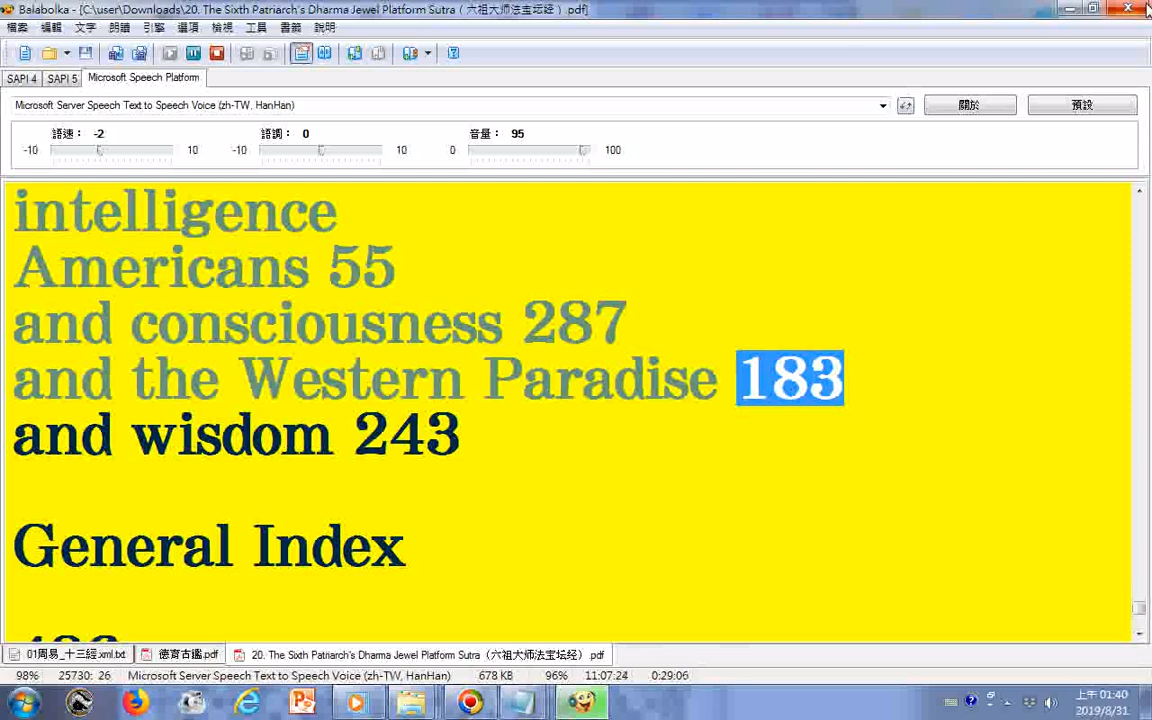 Balabolka - [C:\user\Downloads\20. The Sixth Patriarch's Dharma Jewel Platform Sutra（六祖大师法宝坛经）.pdf]
檔案 編輯 文字 朗讀 引擎 選項 檢視 工具 書籤 說明
SAPI 4 SAPI 5 Microsoft Speech Platform
Microsoft Server Speech Text to Speech Voice (zh-TW, HanHan) 關於 預設
語速： -2 語調： 0 音量： 95
-10 10 -10 10 0 100
intelligence
Americans 55
and consciousness 287
and the Western Paradise 183
and wisdom 243
General Index
01周易_十三經.xml.txt 德育古鑑.pdf 20. The Sixth Patriarch's Dharma Jewel Platform Sutra（六祖大师法宝坛经）.pdf
98% 25730: 26 Microsoft Server Speech Text to Speech Voice (zh-TW, HanHan) 678 KB 96% 11:07:24 0:29:06
上午 01:40
2019/8/31